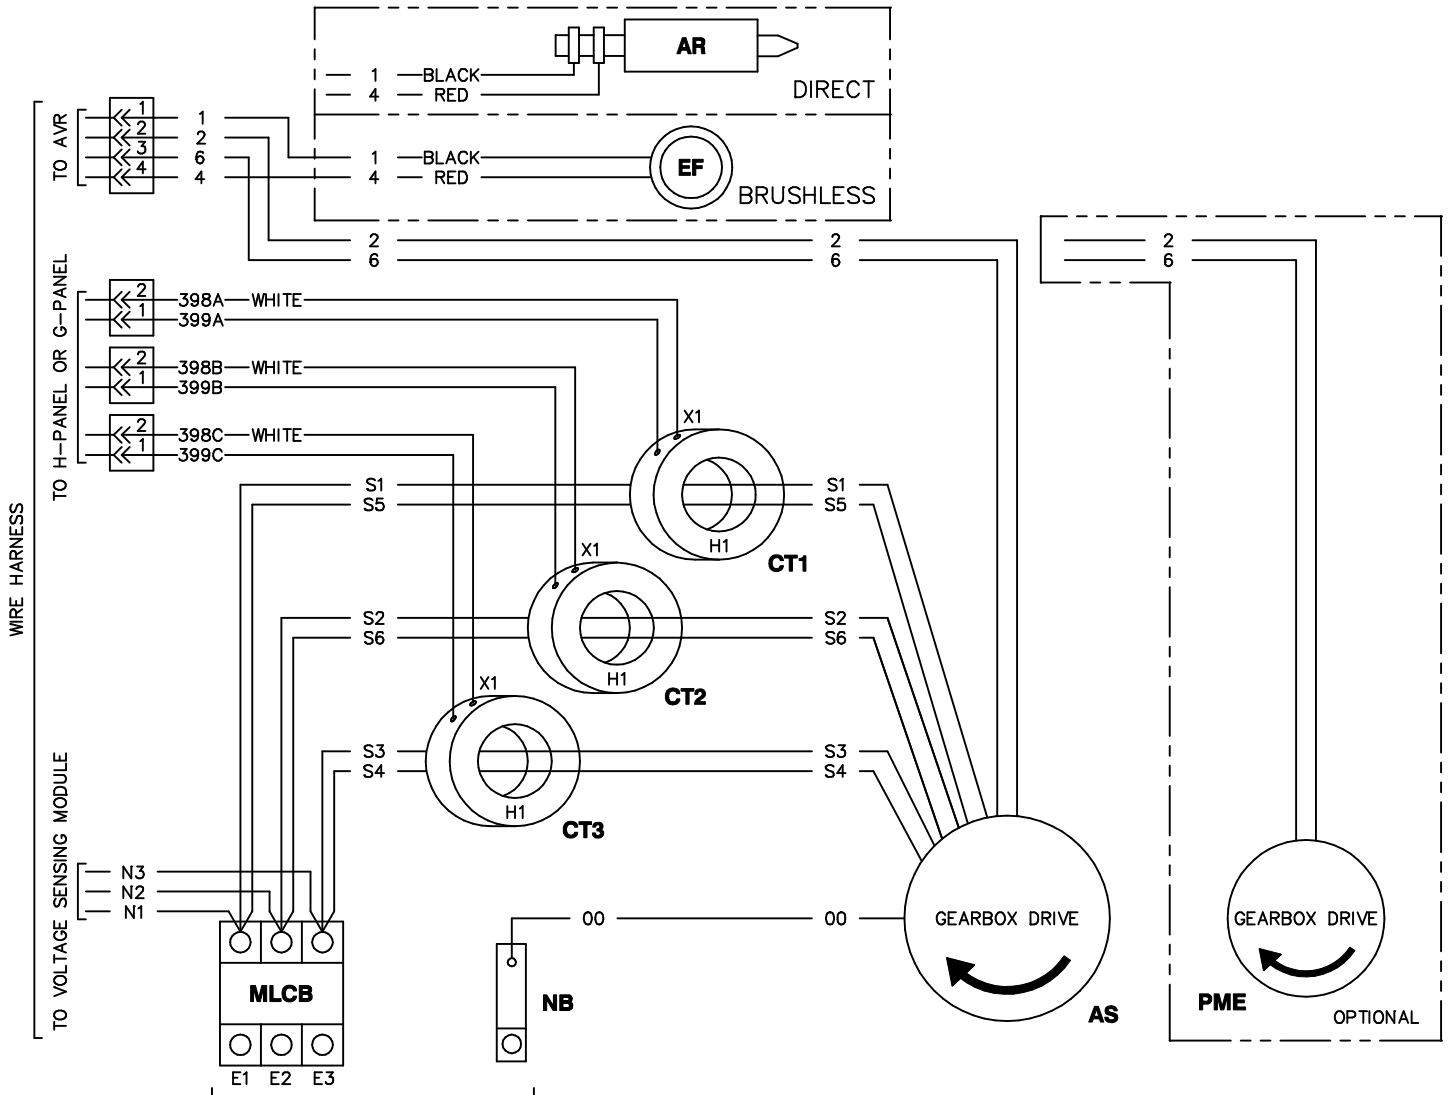 AR
1 BLACK
4 RED
DIRECT
TO AVR
1 1
2 2
3 6
4 4
1 BLACK
4 RED
EF
BRUSHLESS
2 2
6 6
2
6
TO H-PANEL OR G-PANEL
2 398A WHITE
1 399A
2 398B WHITE
1 399B
2 398C WHITE
1 399C
X1
S1 S1
S5 S5
H1
CT1
WIRE HARNESS
X1
S2 S2
S6 S6
H1
CT2
X1
S3 S3
S4 S4
H1
CT3
TO VOLTAGE SENSING MODULE
N3
N2
N1
00 00
GEARBOX DRIVE
GEARBOX DRIVE
MLCB
NB
AS
PME
OPTIONAL
E1 E2 E3